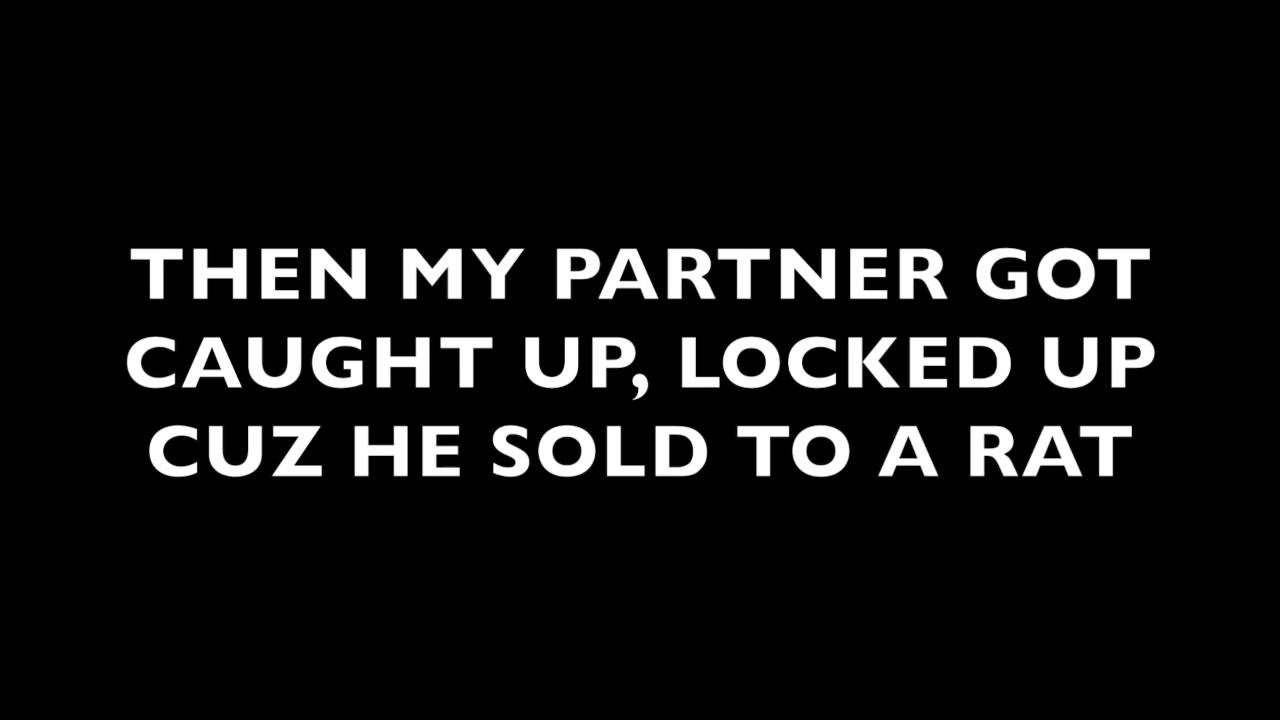 THEN MY PARTNER GOT
CAUGHT UP, LOCKED UP
CUZ HE SOLD TO A RAT